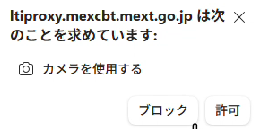 ltiproxy.mexcbt.mext.go.jp は次
のことを求めています:
カメラを使用する
ブロック
許可